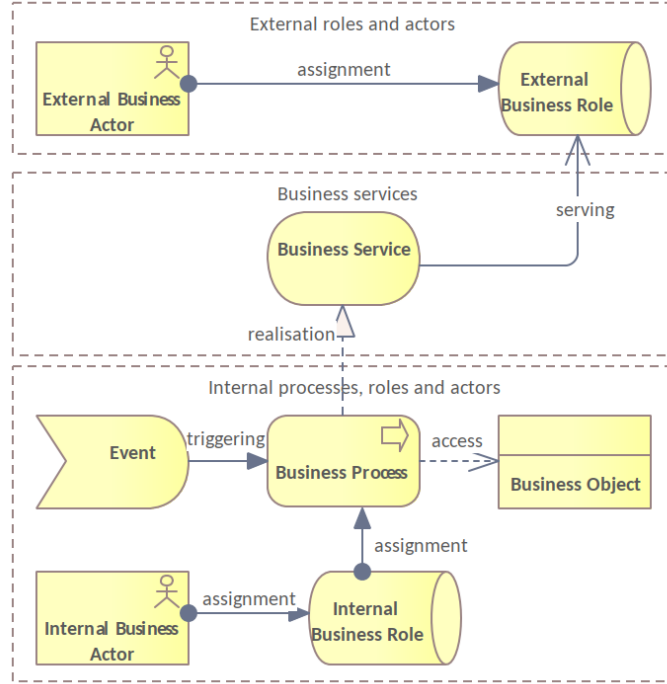 External roles and actors
External Business
Actor
assignment
External
Business Role
Business services
Business Service
serving
realisation
Internal processes, roles and actors
Event
triggering
Business Process
access
Business Object
assignment
Internal Business
Actor
assignment
Internal
Business Role